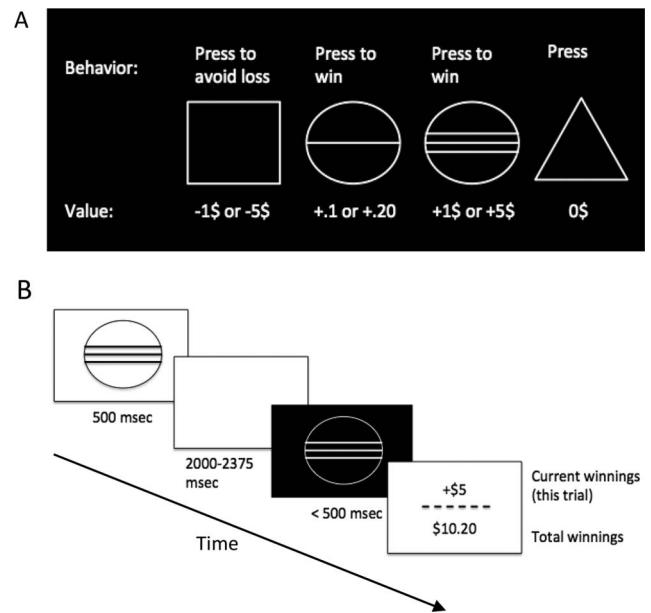 A
Behavior:
Press to
avoid loss
Press to
win
Press to
win
Press
Value:
-1$ or -5$
+.1 or +.20
+1$ or +5$
0$
B
500 msec
2000-2375
msec
< 500 msec
+$5
$10.20
Current winnings
(this trial)
Total winnings
Time